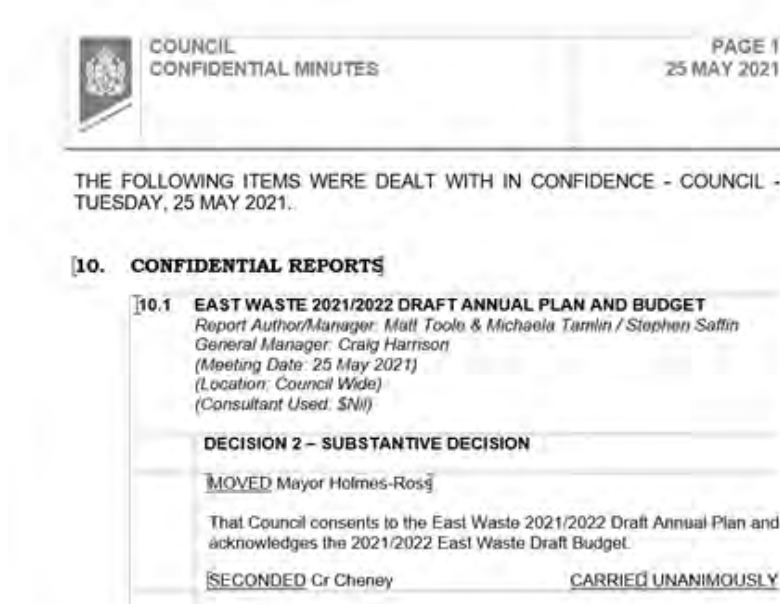 COUNCIL PAGE 1
CONFIDENTIAL MINUTES 25 MAY 2021
THE FOLLOWING ITEMS WERE DEALT WITH IN CONFIDENCE - COUNCIL -
TUESDAY, 25 MAY 2021.
10. CONFIDENTIAL REPORTS
10.1 EAST WASTE 2021/2022 DRAFT ANNUAL PLAN AND BUDGET
Report Author/Manager: Matt Toole & Michaela Tamlin / Stephen Saffin
General Manager: Craig Harrison
(Meeting Date: 25 May 2021)
(Location: Council Wide)
(Consultant Used: $Nil)
DECISION 2 – SUBSTANTIVE DECISION
MOVED Mayor Holmes-Ross
That Council consents to the East Waste 2021/2022 Draft Annual Plan and
acknowledges the 2021/2022 East Waste Draft Budget.
SECONDED Cr Cheney CARRIED UNANIMOUSLY